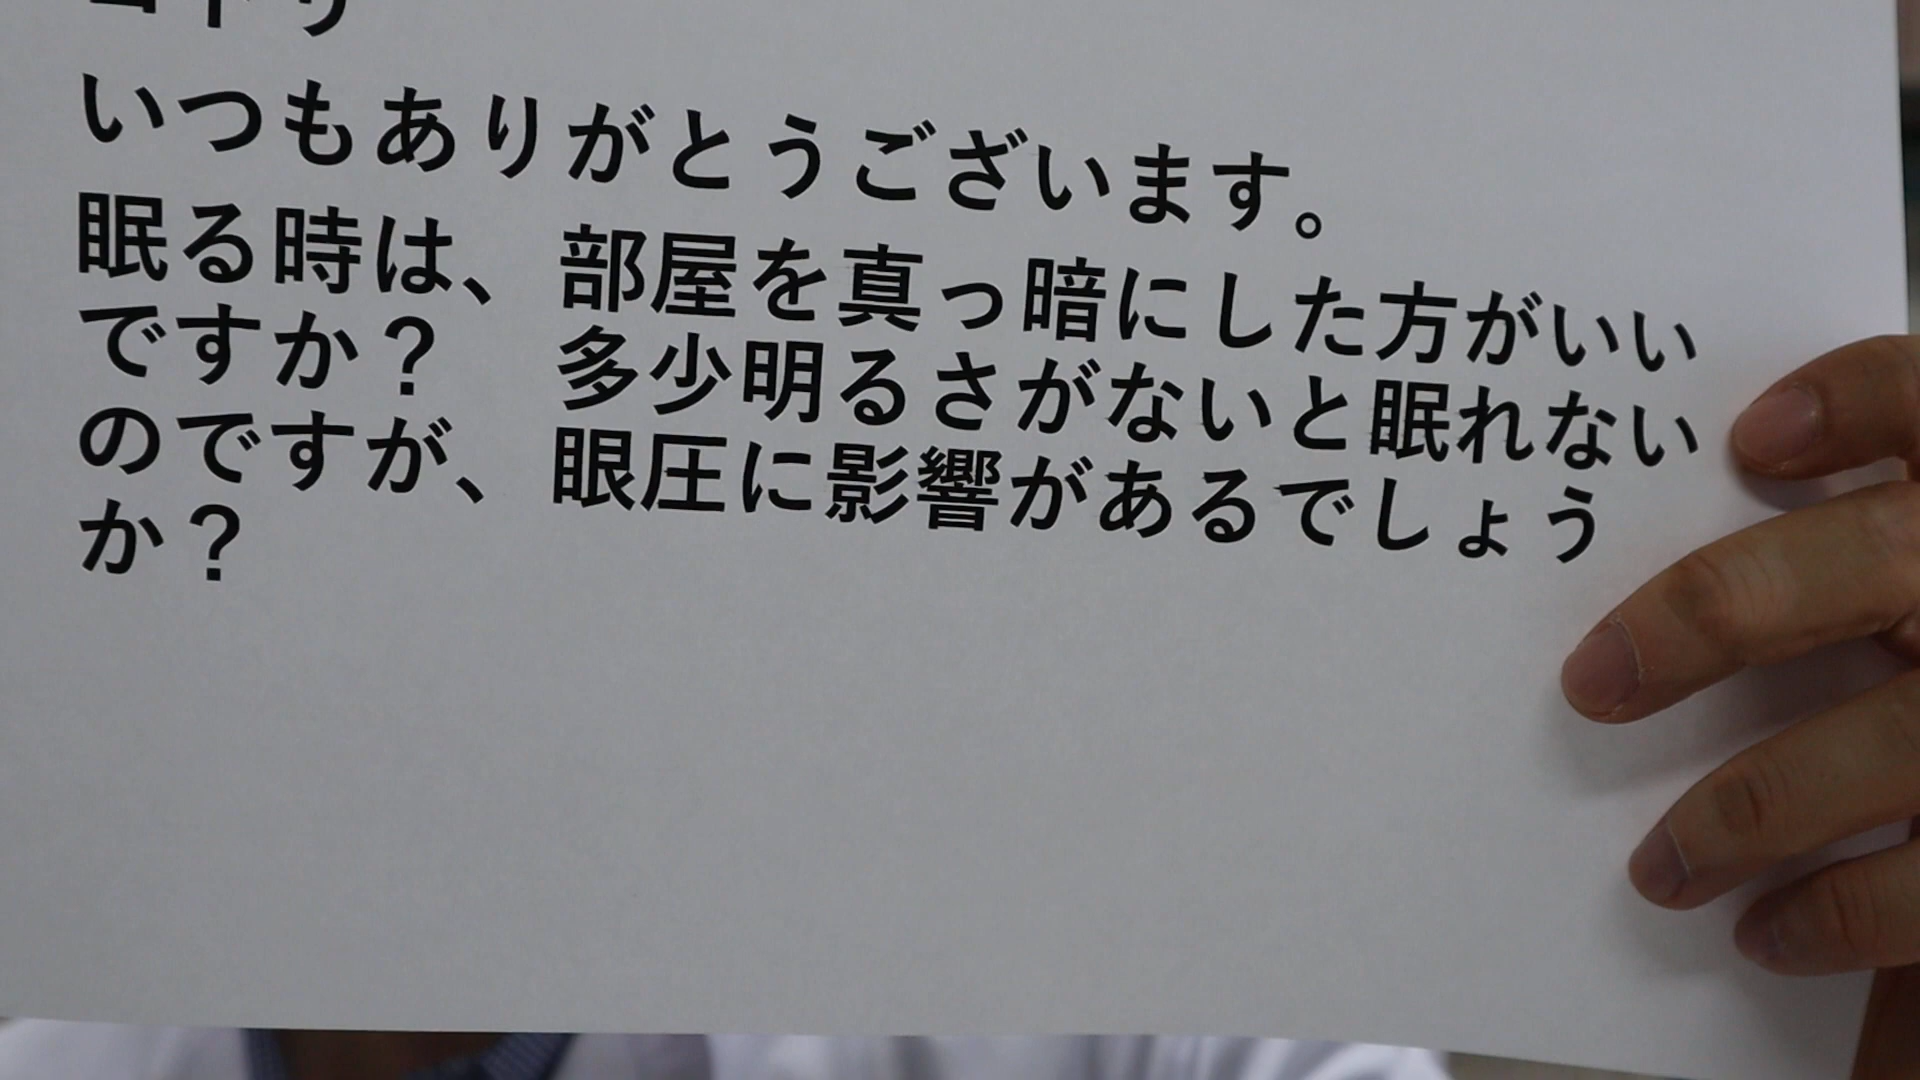 コトリ
いつもありがとうございます。
眠る時は、部屋を真っ暗にした方がいい
ですか？　多少明るさがないと眠れない
のですが、眼圧に影響があるでしょう
か？